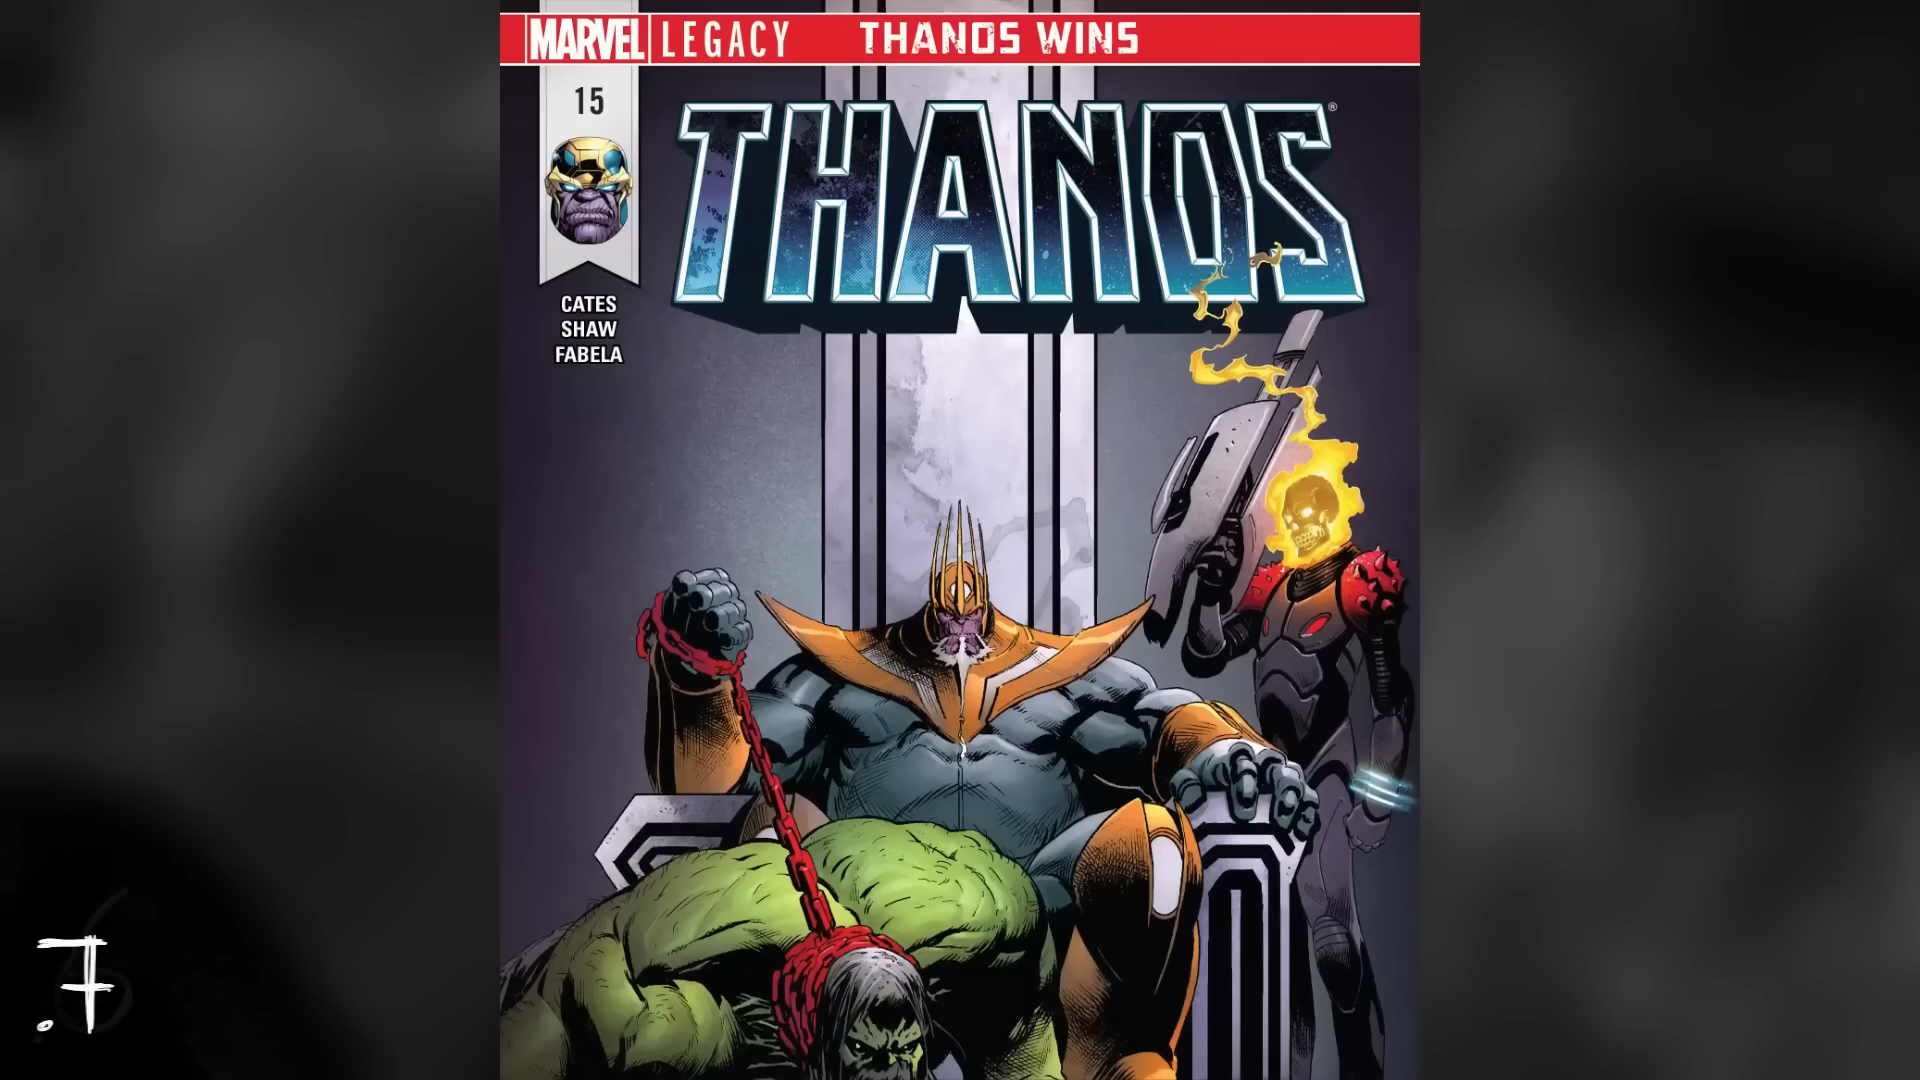 MARVEL LEGACY THANOS WINS
15
THANOS®
CATES
SHAW
FABELA